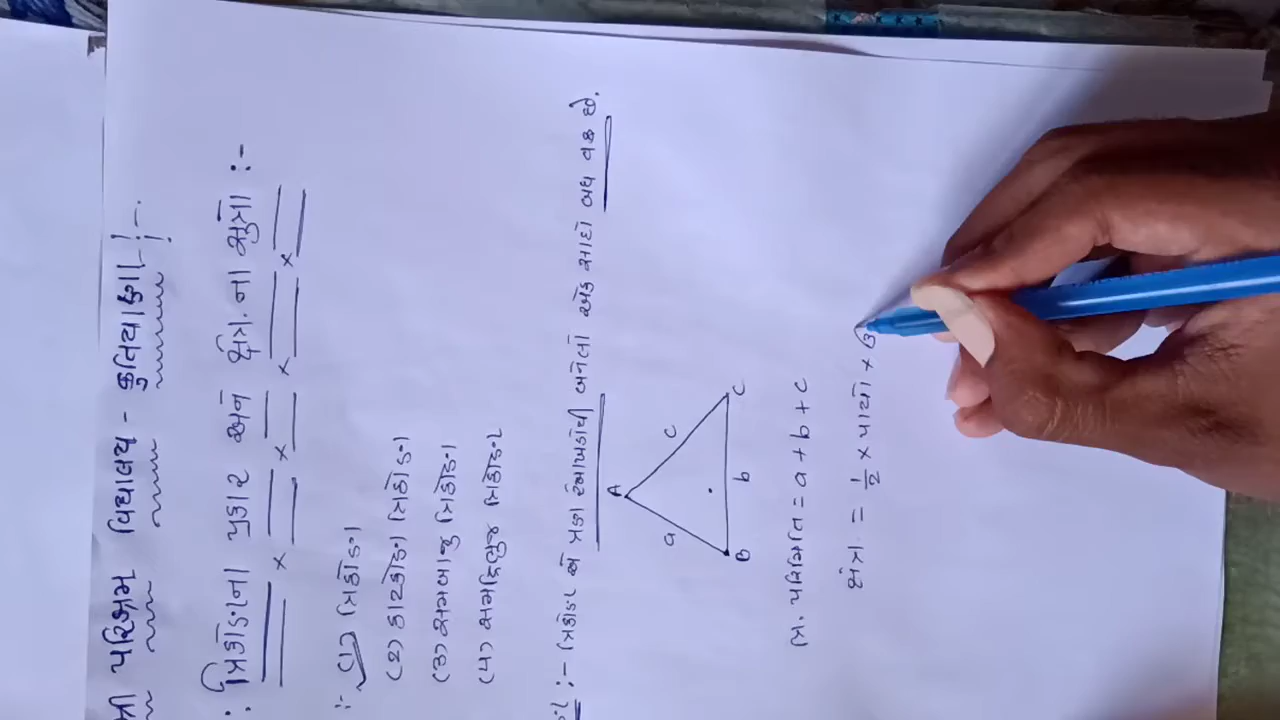 શ્રી પરિશ્રમ વિદ્યાલય - કુતિયાણા !-
: ત્રિકોણના પ્રકાર અને ક્ષેત્ર. ના સુત્રો :-
:- (1) ત્રિકોણ
(2) કાટકોણ ત્રિકોણ
(3) સમબાજુ ત્રિકોણ
(4) સમદ્વિભુજ ત્રિકોણ
:- ત્રિકોણ એ ત્રણ રેખાખંડોથી બનેલો એક સાદો બંધ વક્ર છે.
A
a c
B b C
ત્રિ. પરિમિતિ = a + b + c
ક્ષેત્ર. = 1/2 × પાયો ×